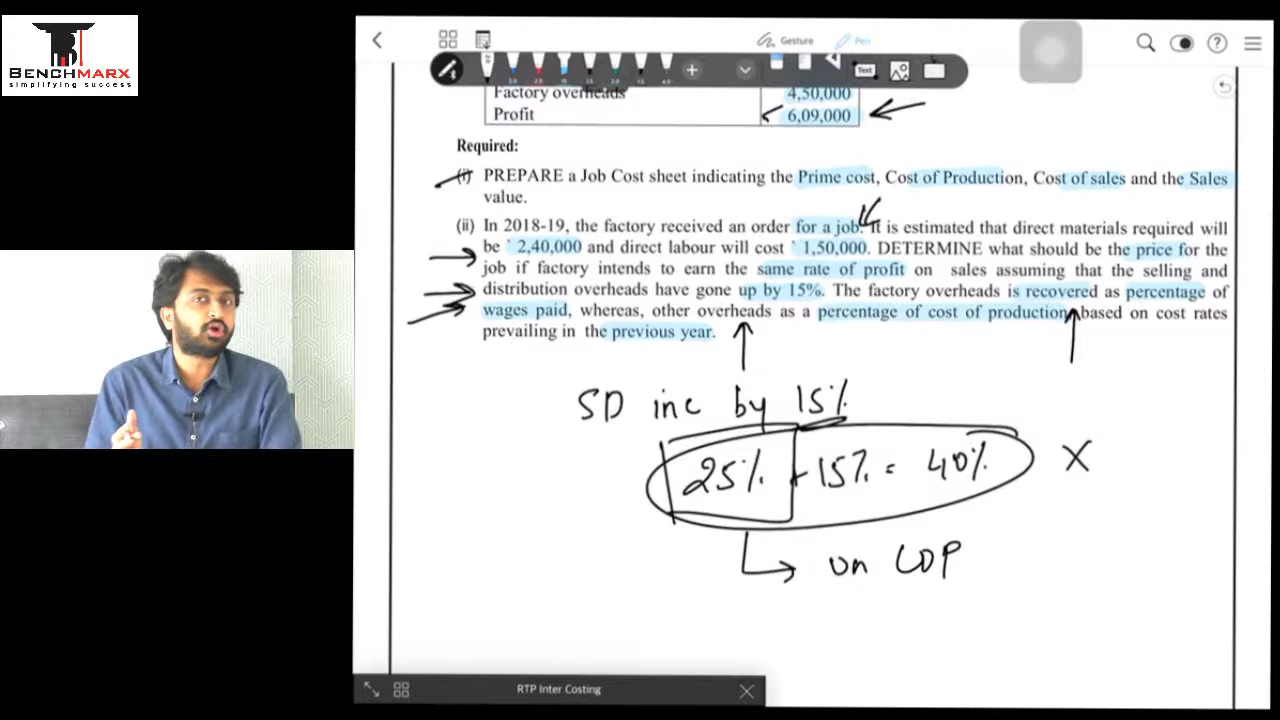 BENCHMARX
simplifying success
Gesture
Pen
Text
Factory overheads 4,50,000
Profit 6,09,000
Required:
(i) PREPARE a Job Cost sheet indicating the Prime cost, Cost of Production, Cost of sales and the Sales
value.
(ii) In 2018-19, the factory received an order for a job. It is estimated that direct materials required will
be ` 2,40,000 and direct labour will cost ` 1,50,000. DETERMINE what should be the price for the
job if factory intends to earn the same rate of profit on sales assuming that the selling and
distribution overheads have gone up by 15%. The factory overheads is recovered as percentage of
wages paid, whereas, other overheads as a percentage of cost of production based on cost rates
prevailing in the previous year.
SD inc by 15%
25% + 15% = 40% X
on COP
RTP Inter Costing